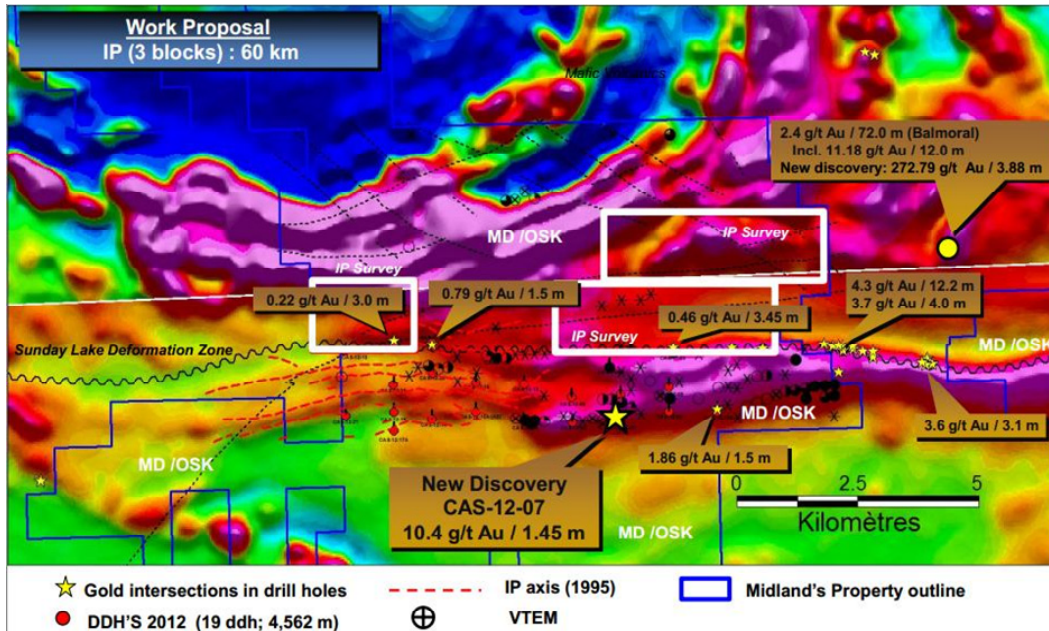 Work Proposal
IP (3 blocks) : 60 km
Mafic Volcanics
2.4 g/t Au / 72.0 m (Balmoral)
Incl. 11.18 g/t Au / 12.0 m
New discovery: 272.79 g/t Au / 3.88 m
MD /OSK
IP Survey
IP Survey
0.22 g/t Au / 3.0 m
0.79 g/t Au / 1.5 m
4.3 g/t Au / 12.2 m
3.7 g/t Au / 4.0 m
IP Survey
0.46 g/t Au / 3.45 m
Sunday Lake Deformation Zone
MD /OSK
MD /OSK
3.6 g/t Au / 3.1 m
MD /OSK
1.86 g/t Au / 1.5 m
New Discovery
CAS-12-07
10.4 g/t Au / 1.45 m
0 2.5 5
Kilomètres
MD /OSK
Gold intersections in drill holes
IP axis (1995)
Midland's Property outline
DDH'S 2012 (19 ddh; 4,562 m)
VTEM